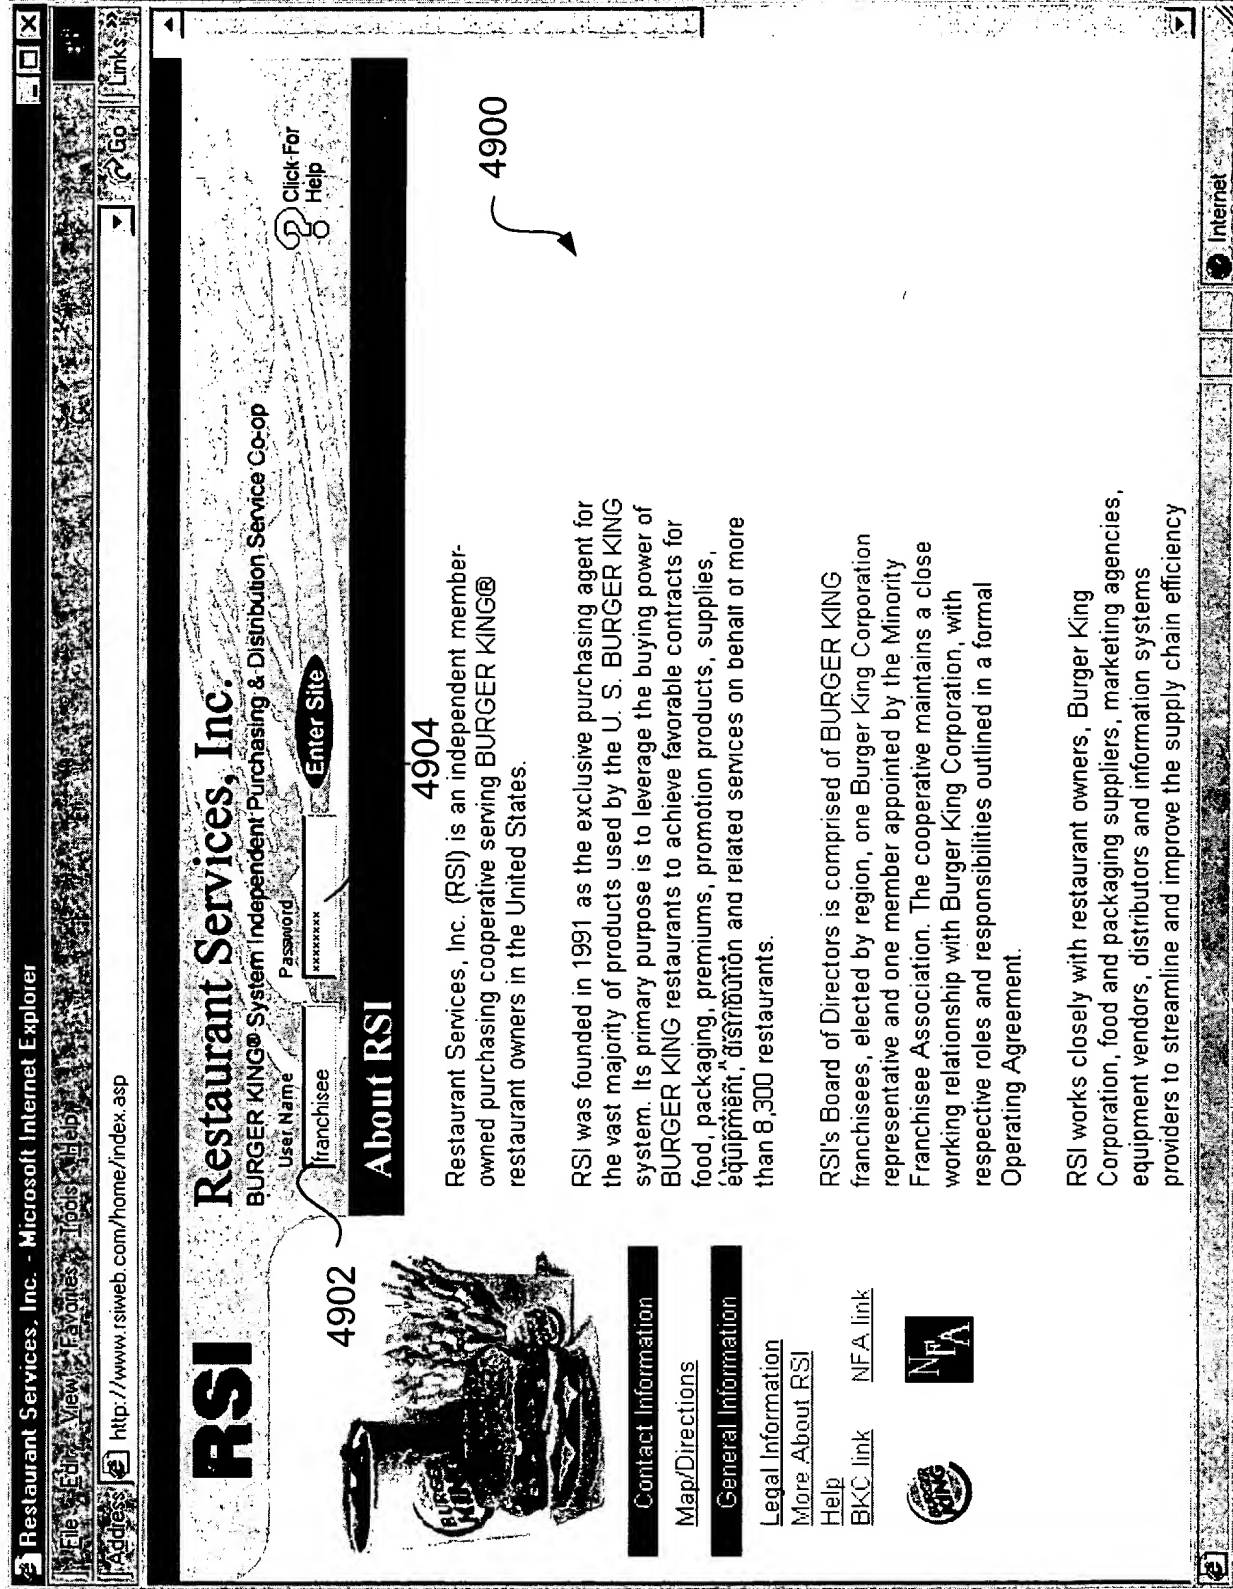 Restaurant Services, Inc. - Microsoft Internet Explorer
File Edit View Favorites Tools Help
Address http://www.rsiweb.com/home/index.asp Go Links »
RSI
Restaurant Services, Inc.
BURGER KING® System Independent Purchasing & Distribution Service Co-op
User Name Password
franchisee xxxxxxxxx Enter Site
Click-For
Help
4902
4904
4900
About RSI
BURGER
KING
Contact Information
Map/Directions
General Information
Legal Information
More About RSI
Help
BKC link NFA link
BURGER
KING
NFA
Restaurant Services, Inc. (RSI) is an independent member-
owned purchasing cooperative serving BURGER KING®
restaurant owners in the United States.
RSI was founded in 1991 as the exclusive purchasing agent for
the vast majority of products used by the U. S. BURGER KING
system. Its primary purpose is to leverage the buying power of
BURGER KING restaurants to achieve favorable contracts for
food, packaging, premiums, promotion products, supplies,
equipment, distribution and related services on behalf of more
than 8,300 restaurants.
RSI's Board of Directors is comprised of BURGER KING
franchisees, elected by region, one Burger King Corporation
representative and one member appointed by the Minority
Franchisee Association. The cooperative maintains a close
working relationship with Burger King Corporation, with
respective roles and responsibilities outlined in a formal
Operating Agreement.
RSI works closely with restaurant owners, Burger King
Corporation, food and packaging suppliers, marketing agencies,
equipment vendors, distributors and information systems
providers to streamline and improve the supply chain efficiency
Internet